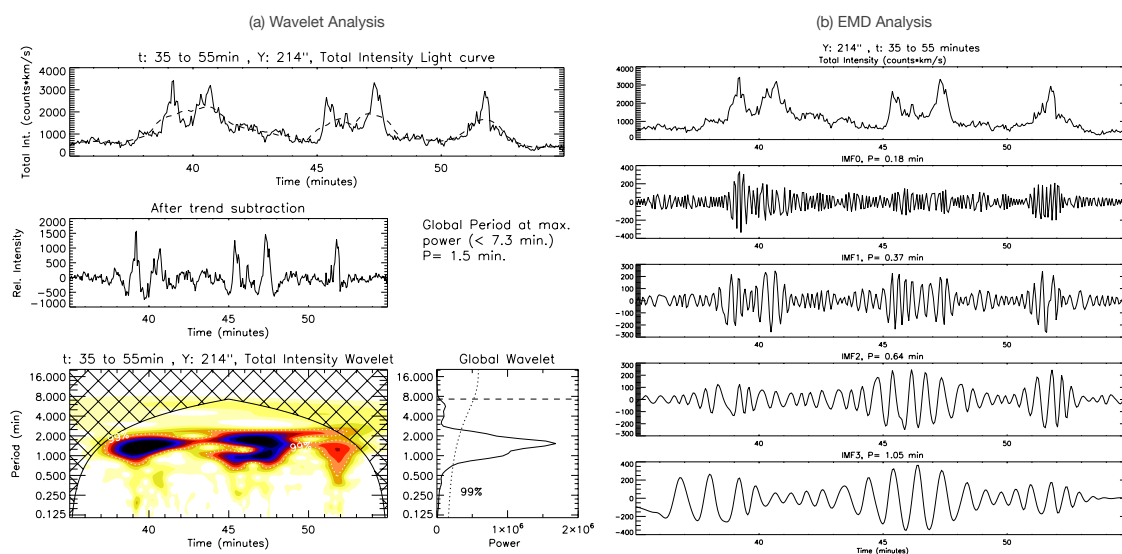 (a) Wavelet Analysis
t: 35 to 55min , Y: 214", Total Intensity Light curve
Total Int. (counts*km/s)
4000
3000
2000
1000
0
40 45 50
Time (minutes)
After trend subtraction
Rel. Intensity
2000
1500
1000
500
0
-500
-1000
40 45 50
Time (minutes)
Global Period at max.
power (< 7.3 min.)
P= 1.5 min.
t: 35 to 55min , Y: 214", Total Intensity Wavelet
Period (min)
16.000
8.000
4.000
2.000
1.000
0.500
0.250
0.125
99%
99%
40 45 50
Time (minutes)
Global Wavelet
16.000
8.000
4.000
2.000
1.000
0.500
0.250
0.125
99%
0 1×10⁶ 2×10⁶
Power
(b) EMD Analysis
Y: 214", t: 35 to 55 minutes
Total Intensity (counts*km/s)
4000
3000
2000
1000
0
40 45 50
IMF0, P= 0.18 min
400
200
0
-200
-400
40 45 50
IMF1, P= 0.37 min
300
200
100
0
-100
-200
-300
40 45 50
IMF2, P= 0.64 min
300
200
100
0
-100
-200
-300
40 45 50
IMF3, P= 1.05 min
200
0
-200
40 45 50
Time (minutes)